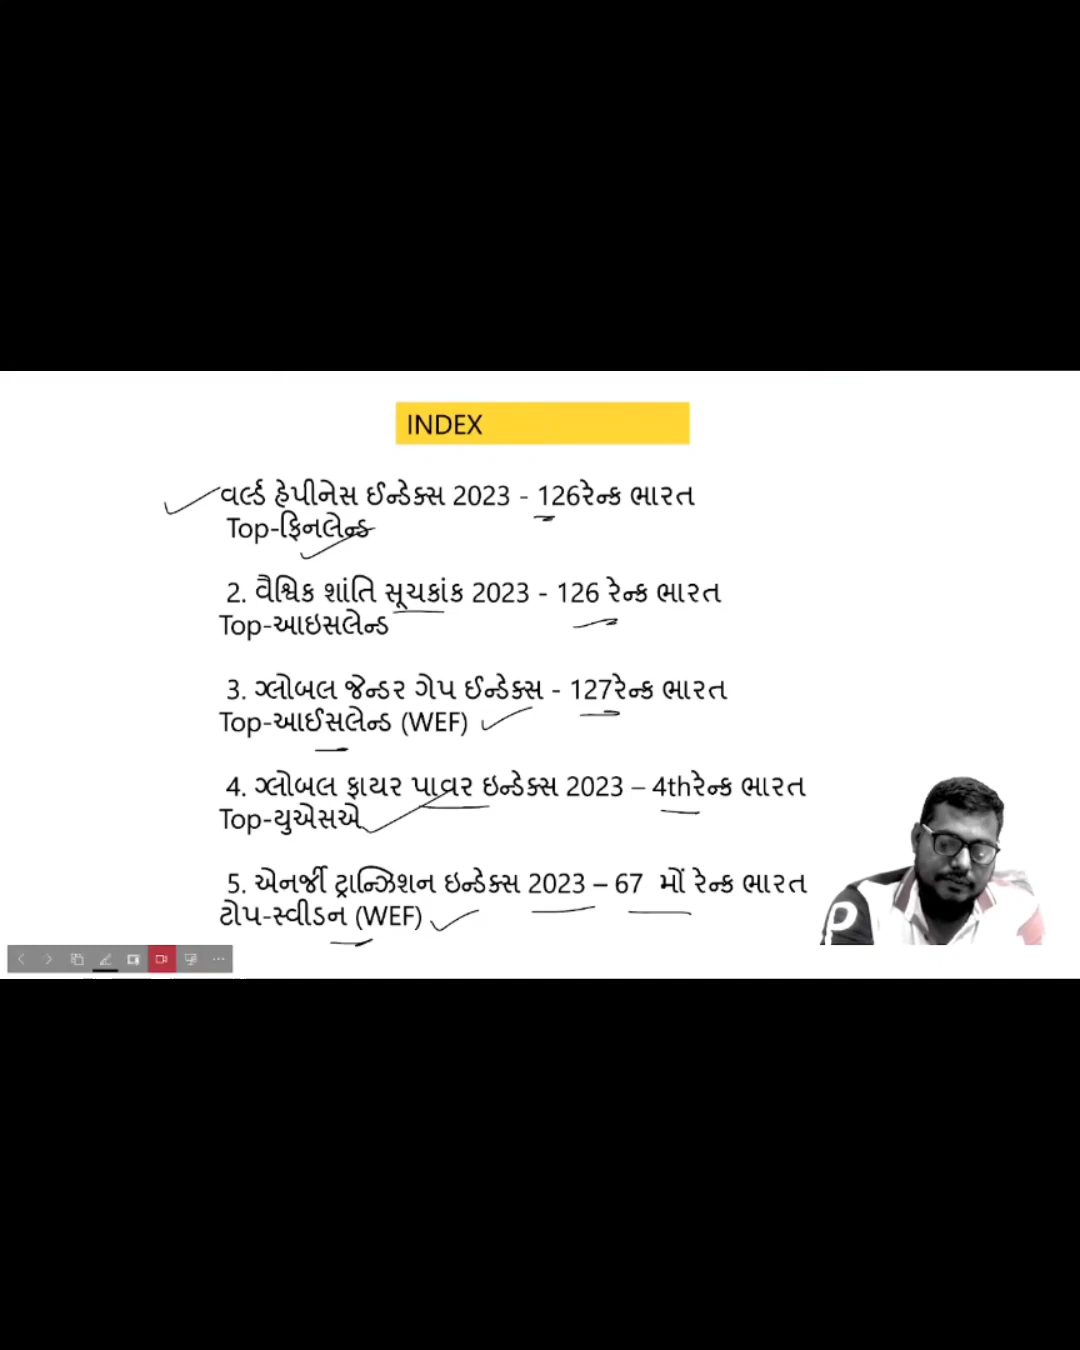 INDEX
વર્લ્ડ હેપીનેસ ઈન્ડેક્સ 2023 - 126રેન્ક ભારત
Top-ફિનલેન્ડ
2. વૈશ્વિક શાંતિ સૂચકાંક 2023 - 126 રેન્ક ભારત
Top-આઇસલેન્ડ
3. ગ્લોબલ જેન્ડર ગેપ ઈન્ડેક્સ - 127રેન્ક ભારત
Top-આઈસલેન્ડ (WEF)
4. ગ્લોબલ ફાયર પાવર ઇન્ડેક્સ 2023 – 4thરેન્ક ભારત
Top-યુએસએ
5. એનર્જી ટ્રાન્ઝિશન ઇન્ડેક્સ 2023 – 67 મોં રેન્ક ભારત
ટોપ-સ્વીડન (WEF)